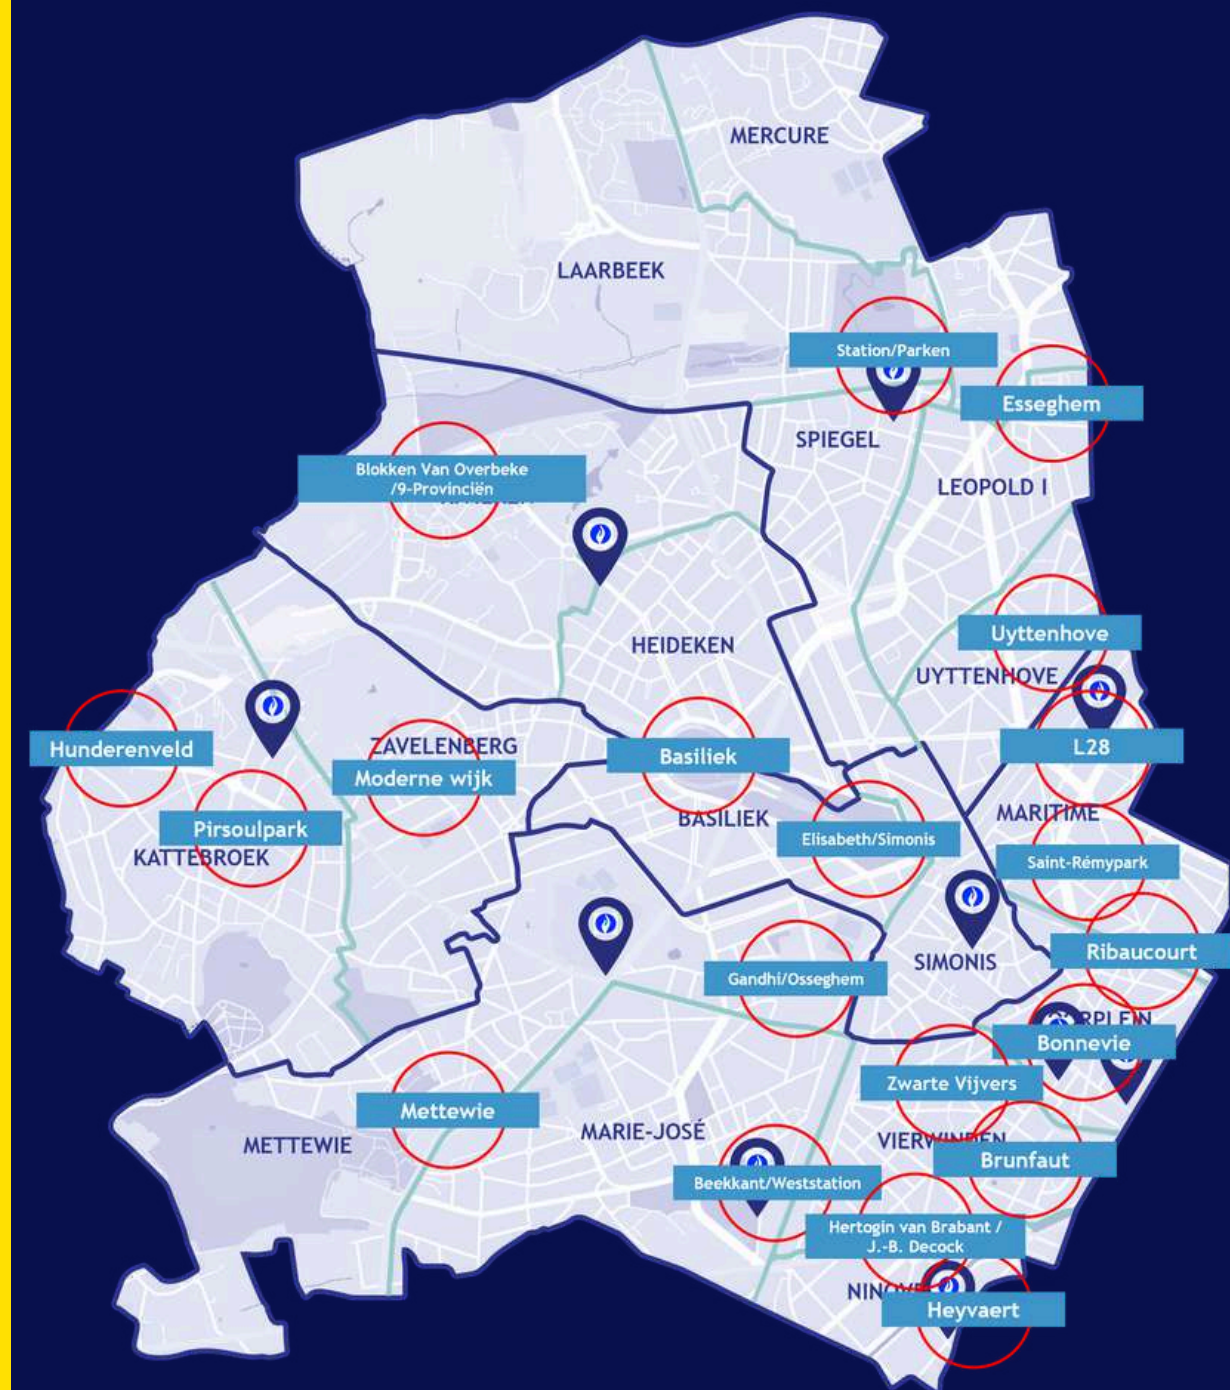 MERCURE
LAARBEEK
Station/Parken
Esseghem
SPIEGEL
Blokken Van Overbeke
/9-Provinciën
LEOPOLD I
Uyttenhove
HEIDEKEN
UYTTENHOVE
Hunderenveld
ZAVELENBERG
Moderne wijk
Basiliek
L28
BASILIEK
MARITIME
Pirsoulpark
KATTEBROEK
Elisabeth/Simonis
Saint-Rémypark
Ribaucourt
SIMONIS
Gandhi/Osseghem
Bonnevie
Zwarte Vijvers
Mettewie
MARIE-JOSÉ
METTEWIE
VIERWINDEN
Brunfaut
Beekkant/Weststation
Hertogin van Brabant /
J.-B. Decock
Heyvaert